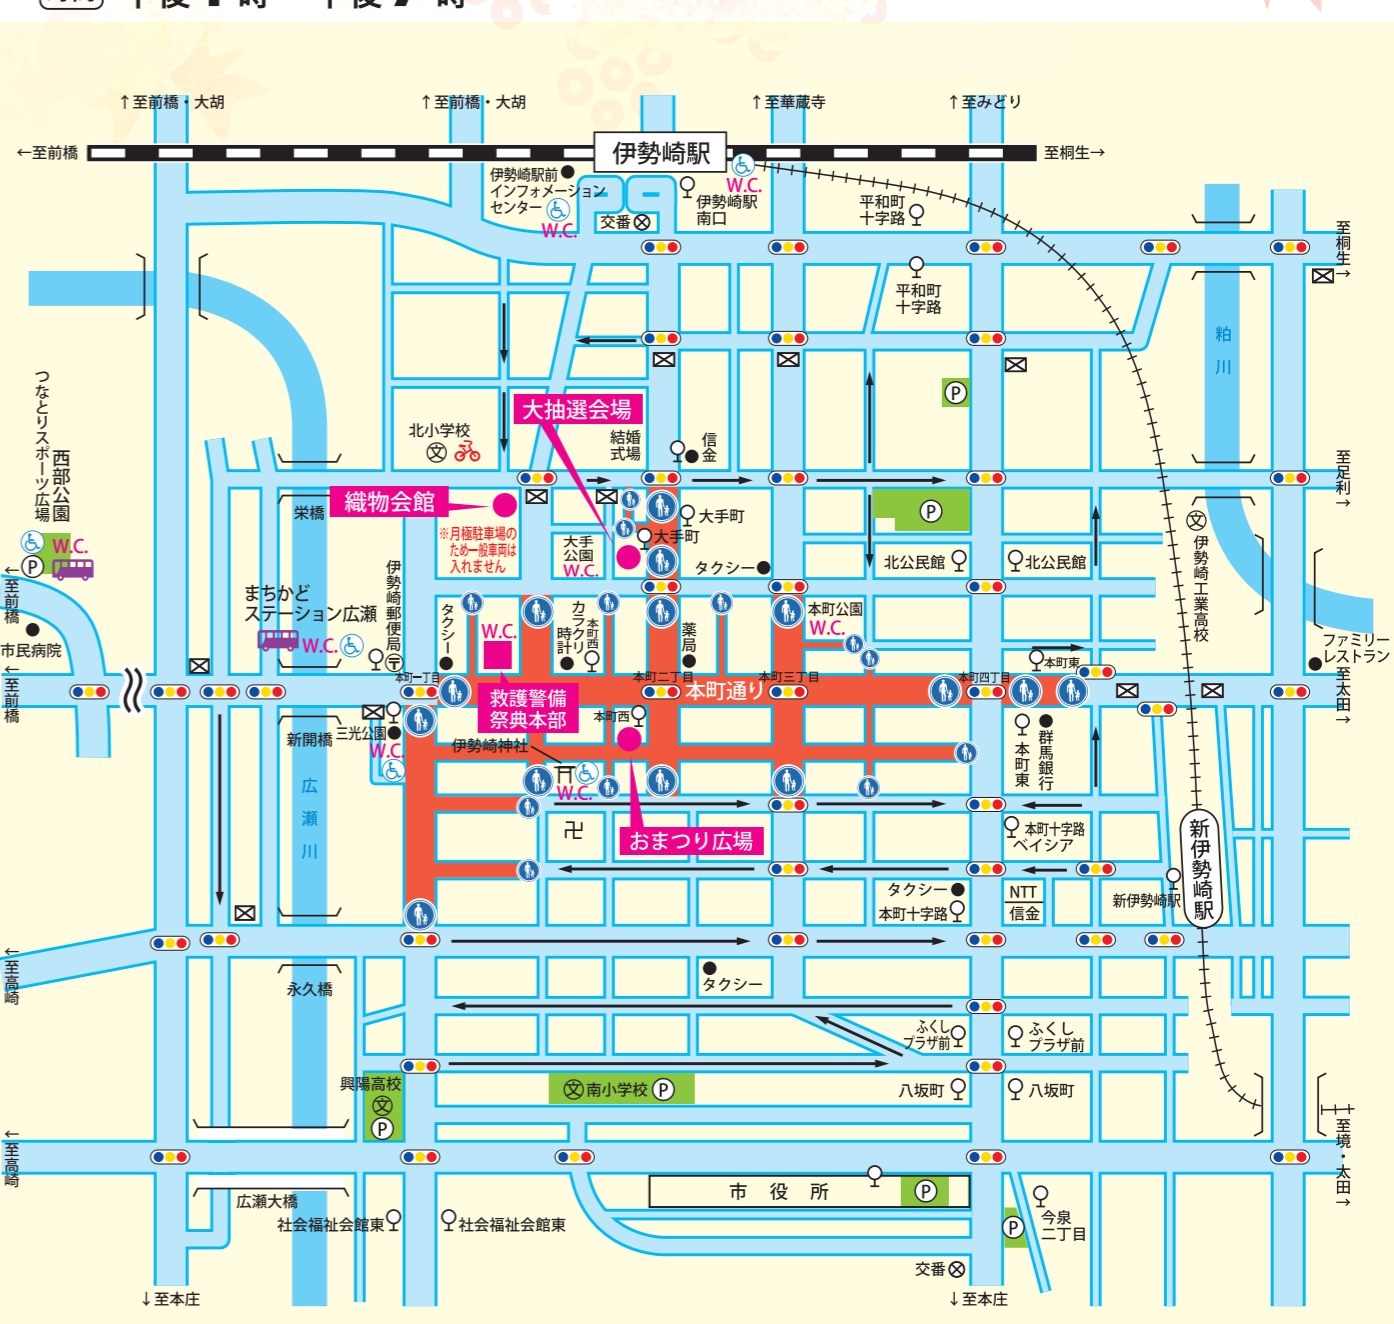 ↑至前橋・大胡
↑至前橋・大胡
↑至華蔵寺
↑至みどり
←至前橋
伊勢崎駅
至桐生→
伊勢崎駅前
インフォメーション
センター
W.C.
W.C.
伊勢崎駅
南口
交番
平和町
十字路
平和町
十字路
至桐生→
粕川
つなとりスポーツ広場
西部公園
W.C.
P
北小学校
文
大抽選会場
結婚
式場
信金
P
至足利→
織物会館
栄橋
※月極駐車場の
ため一般車両は
入れません
大手町
大手町
大手
公園
W.C.
タクシー
P
北公民館
北公民館
文
伊勢崎工業高校
←至前橋
市民病院
まちかど
ステーション広瀬
W.C.
伊勢崎郵便局
〒
タクシー
W.C.
カラクリ
時計
本町西
薬局
本町公園
W.C.
本町東
ファミリー
レストラン
←至前橋
本町一丁目
本町二丁目
本町通り
本町三丁目
本町四丁目
至太田→
救護警備
祭典本部
本町西
新開橋
三光公園
W.C.
伊勢崎神社
W.C.
本町東
群馬銀行
広瀬川
卍
おまつり広場
本町十字路
ベイシア
新伊勢崎駅
タクシー
本町十字路
NTT
信金
新伊勢崎駅
←至高崎
永久橋
タクシー
ふくし
プラザ前
ふくし
プラザ前
興陽高校
文
P
文南小学校P
八坂町
八坂町
←至高崎
至境・太田→
広瀬大橋
市役所
P
社会福祉会館東
社会福祉会館東
P
今泉
二丁目
交番
↓至本庄
↓至本庄